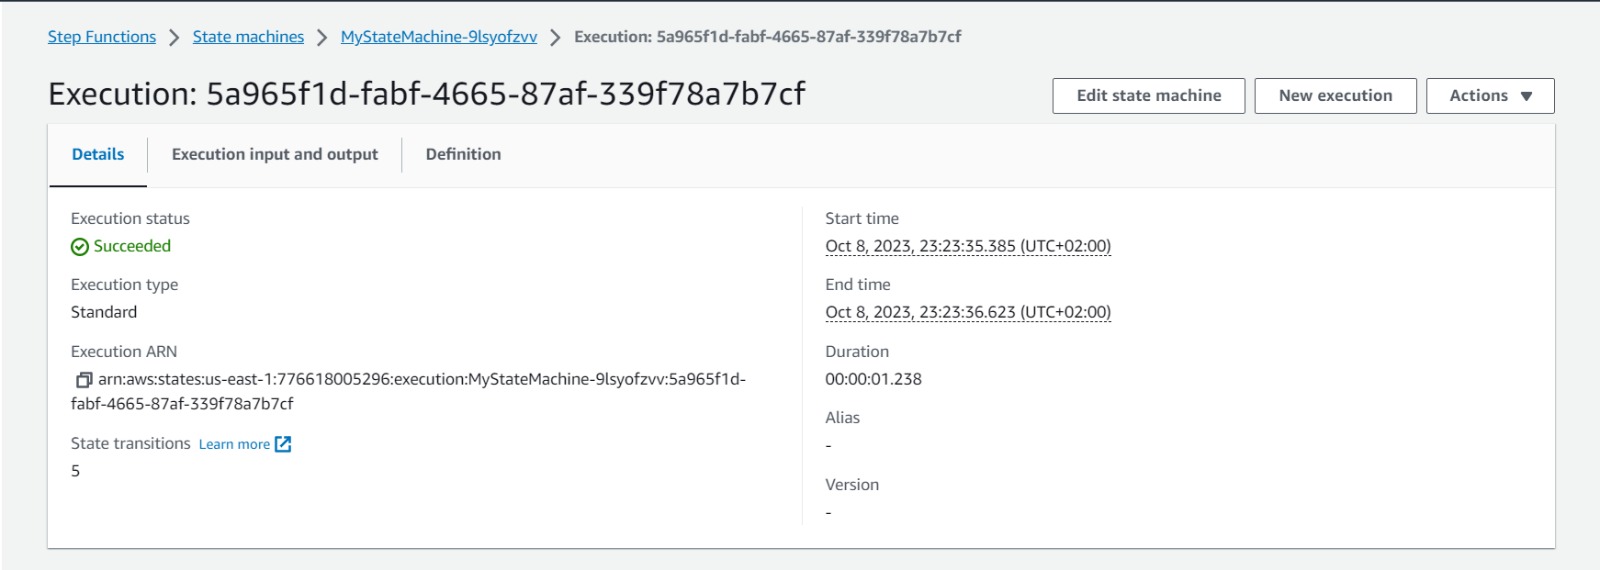 Step Functions > State machines > MyStateMachine-9lsyofzvv > Execution: 5a965f1d-fabf-4665-87af-339f78a7b7cf
Execution: 5a965f1d-fabf-4665-87af-339f78a7b7cf
Edit state machine
New execution
Actions ▼
Details
Execution input and output
Definition
Execution status
Succeeded
Execution type
Standard
Execution ARN
arn:aws:states:us-east-1:776618005296:execution:MyStateMachine-9lsyofzvv:5a965f1d-
fabf-4665-87af-339f78a7b7cf
State transitions Learn more
5
Start time
Oct 8, 2023, 23:23:35.385 (UTC+02:00)
End time
Oct 8, 2023, 23:23:36.623 (UTC+02:00)
Duration
00:00:01.238
Alias
-
Version
-